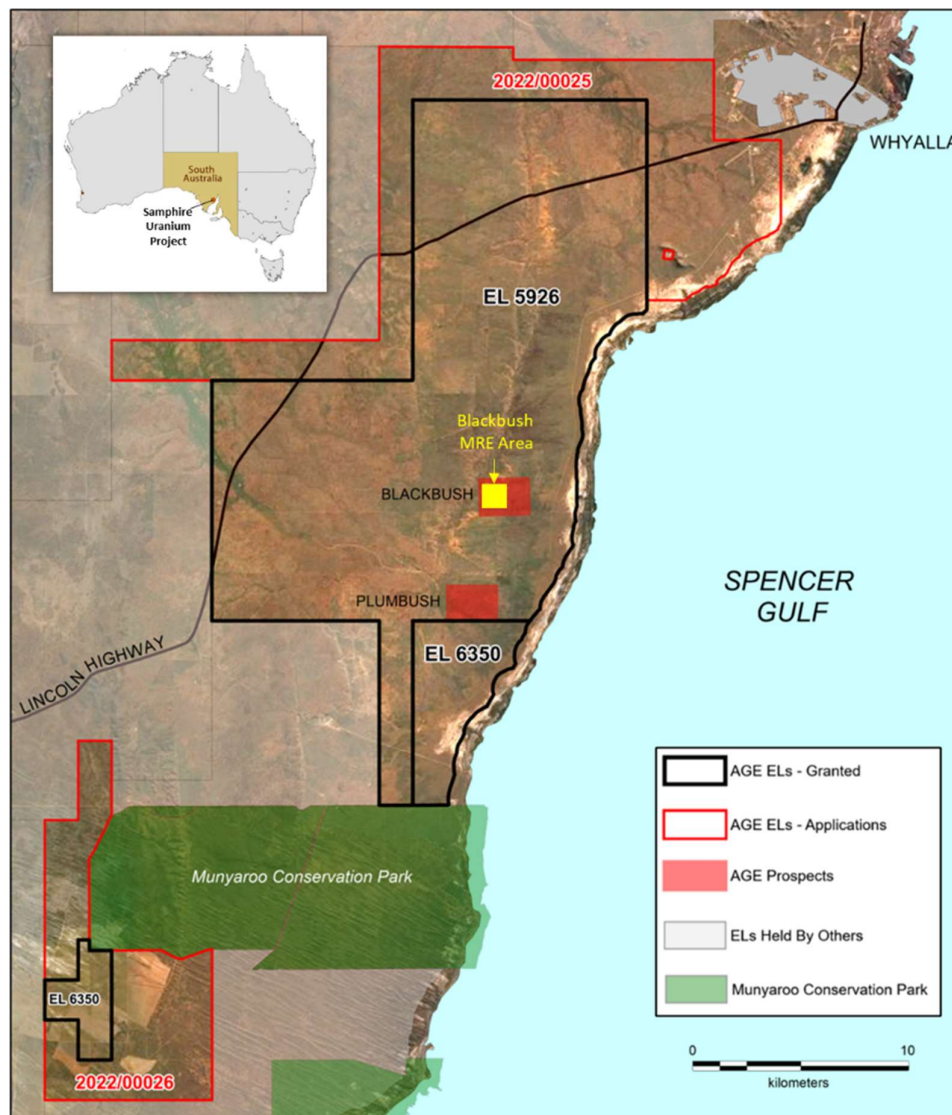 2022/00025
WHYALLA
South
Australia
Samphire
Uranium
Project
EL 5926
Blackbush
MRE Area
BLACKBUSH
PLUMBUSH
SPENCER
GULF
EL 6350
LINCOLN HIGHWAY
Munyaroo Conservation Park
EL 6350
2022/00026
AGE ELs - Granted
AGE ELs - Applications
AGE Prospects
ELs Held By Others
Munyaroo Conservation Park
0 10
kilometers